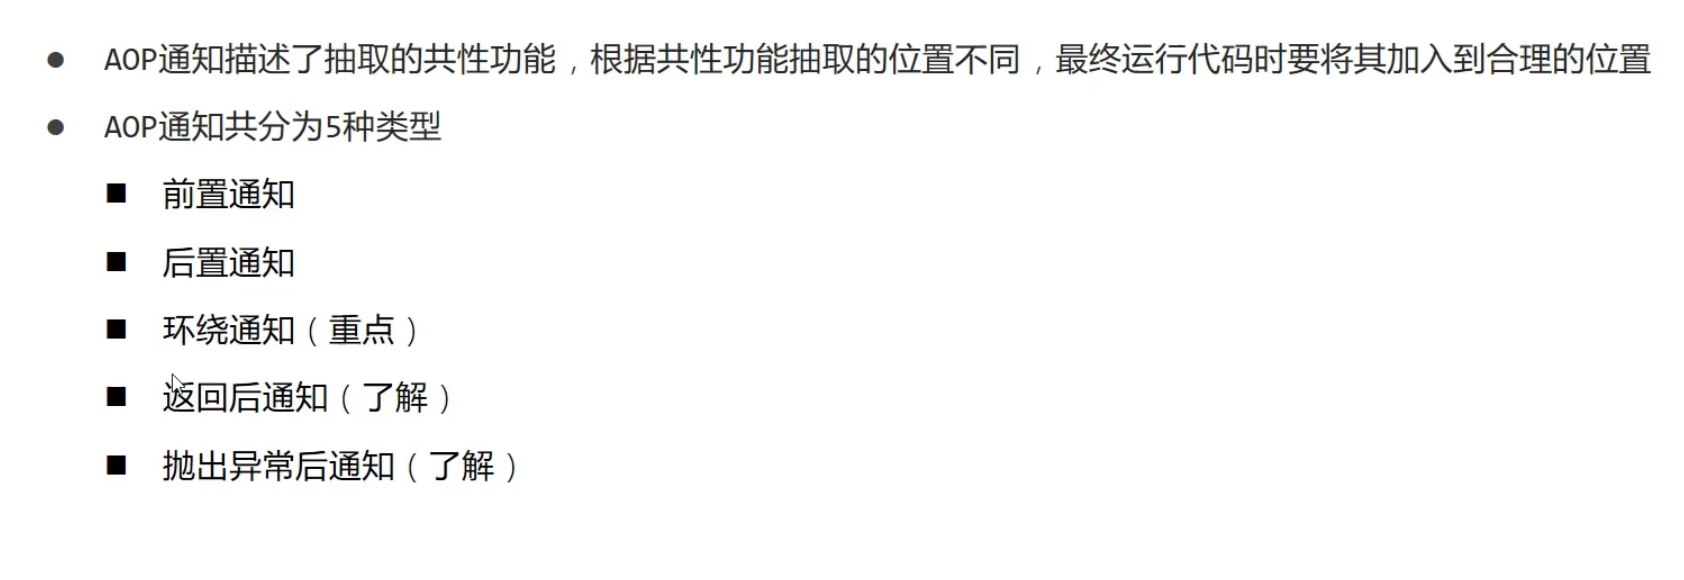 ● AOP通知描述了抽取的共性功能，根据共性功能抽取的位置不同，最终运行代码时要将其加入到合理的位置
● AOP通知共分为5种类型
■ 前置通知
■ 后置通知
■ 环绕通知（重点）
■ 返回后通知（了解）
■ 抛出异常后通知（了解）